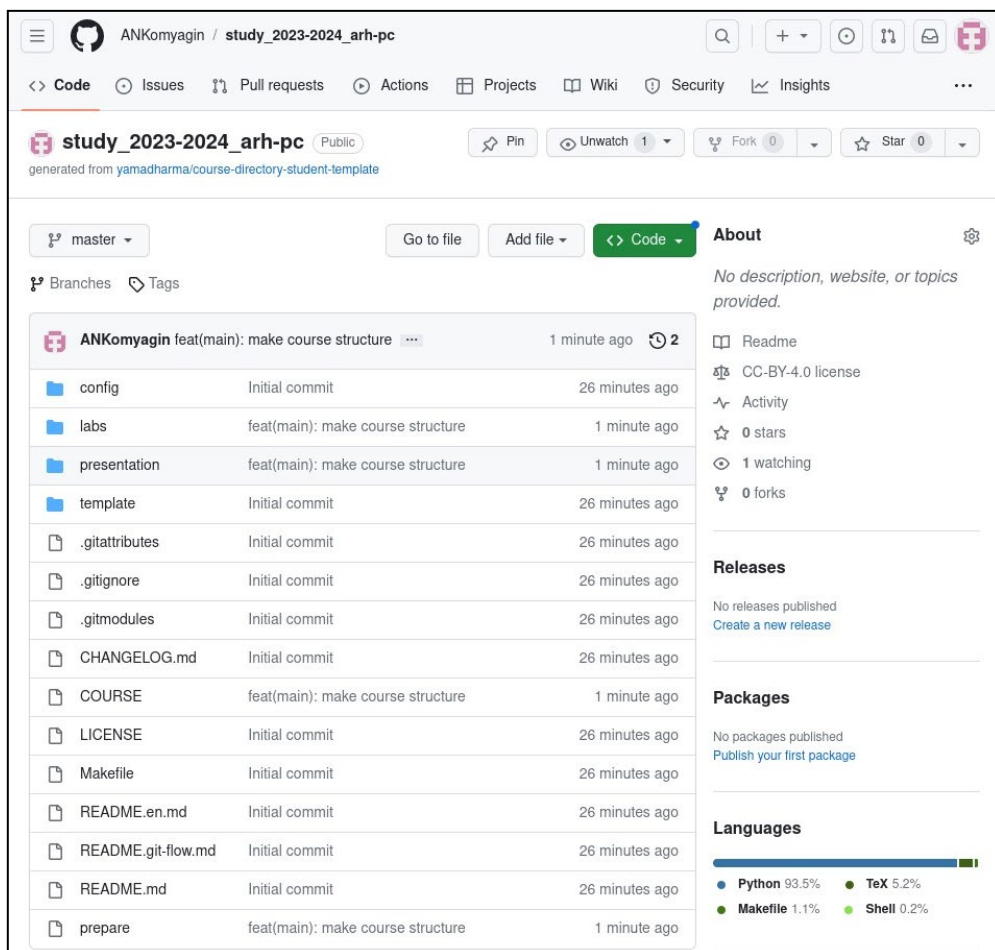 ANKomyagin / study_2023-2024_arh-pc
Code Issues Pull requests Actions Projects Wiki Security Insights
study_2023-2024_arh-pc Public
Pin Unwatch 1 Fork 0 Star 0
generated from yamadharma/course-directory-student-template
master Go to file Add file Code
Branches Tags
ANKomyagin feat(main): make course structure ... 1 minute ago 2
config Initial commit 26 minutes ago
labs feat(main): make course structure 1 minute ago
presentation feat(main): make course structure 1 minute ago
template Initial commit 26 minutes ago
.gitattributes Initial commit 26 minutes ago
.gitignore Initial commit 26 minutes ago
.gitmodules Initial commit 26 minutes ago
CHANGELOG.md Initial commit 26 minutes ago
COURSE feat(main): make course structure 1 minute ago
LICENSE Initial commit 26 minutes ago
Makefile Initial commit 26 minutes ago
README.en.md Initial commit 26 minutes ago
README.git-flow.md Initial commit 26 minutes ago
README.md Initial commit 26 minutes ago
prepare feat(main): make course structure 1 minute ago
About
No description, website, or topics
provided.
Readme
CC-BY-4.0 license
Activity
0 stars
1 watching
0 forks
Releases
No releases published
Create a new release
Packages
No packages published
Publish your first package
Languages
Python 93.5% TeX 5.2%
Makefile 1.1% Shell 0.2%